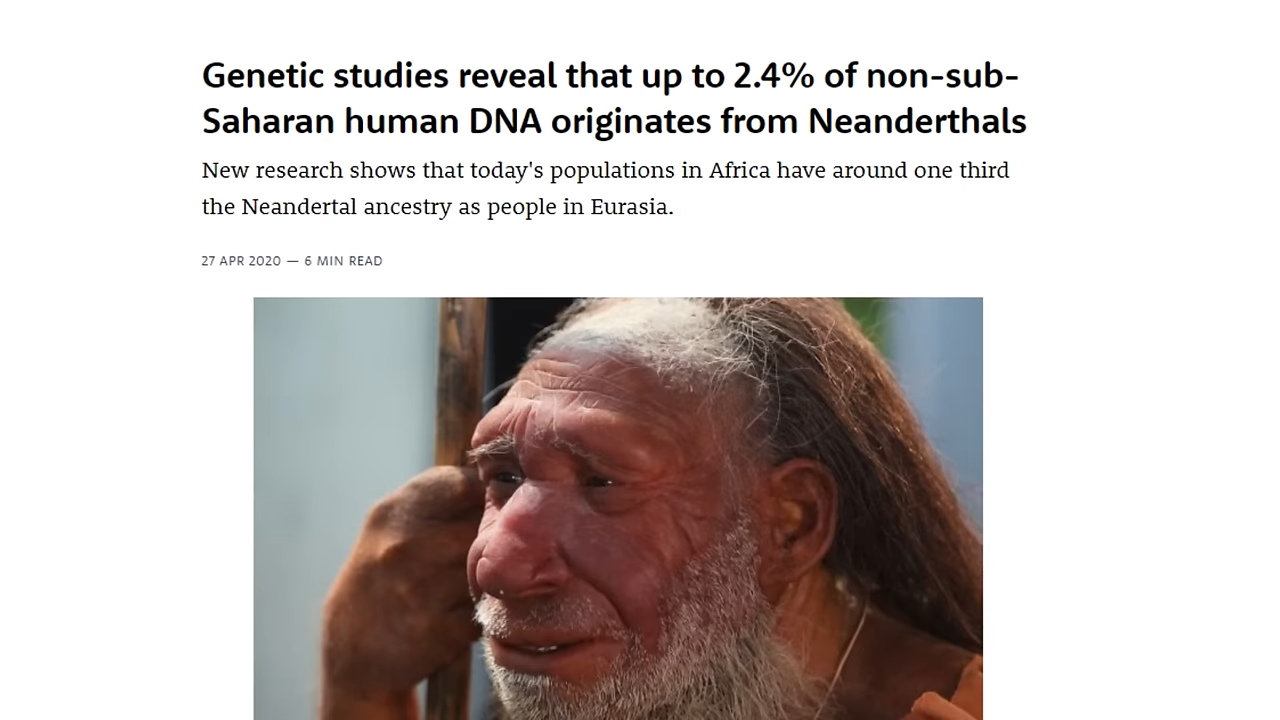 Genetic studies reveal that up to 2.4% of non-sub-
Saharan human DNA originates from Neanderthals
New research shows that today's populations in Africa have around one third
the Neandertal ancestry as people in Eurasia.
27 APR 2020 — 6 MIN READ